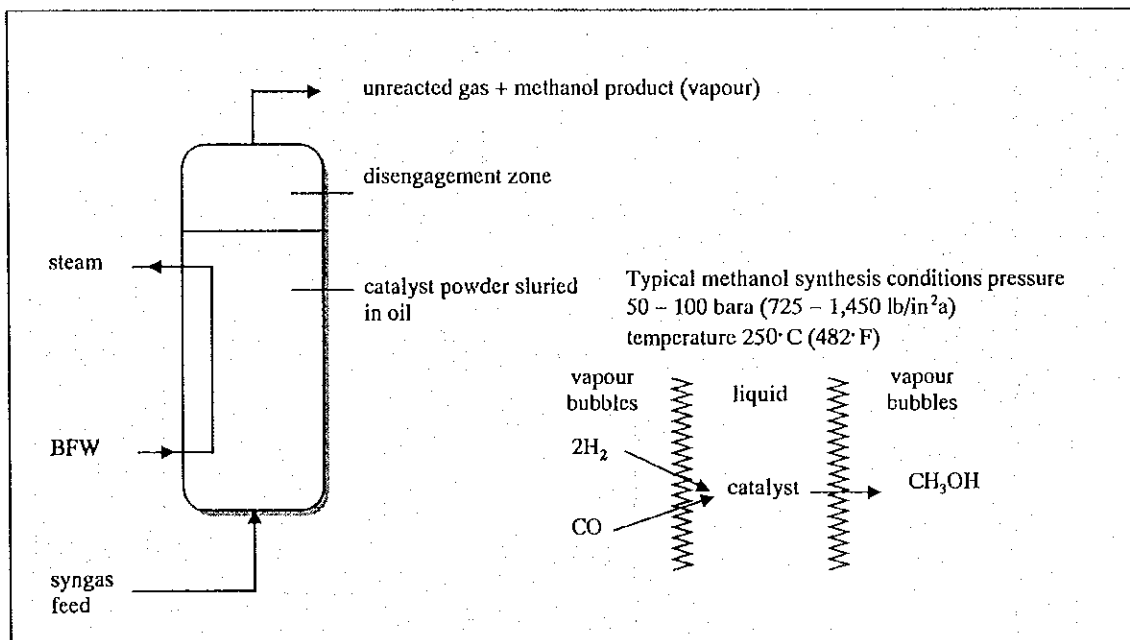 unreacted gas + methanol product (vapour)
disengagement zone
steam
catalyst powder sluried
in oil
Typical methanol synthesis conditions pressure
50 – 100 bara (725 – 1,450 lb/in²a)
temperature 250· C (482· F)
vapour
bubbles
liquid
vapour
bubbles
BFW
2H₂
catalyst
CH₃OH
CO
syngas
feed